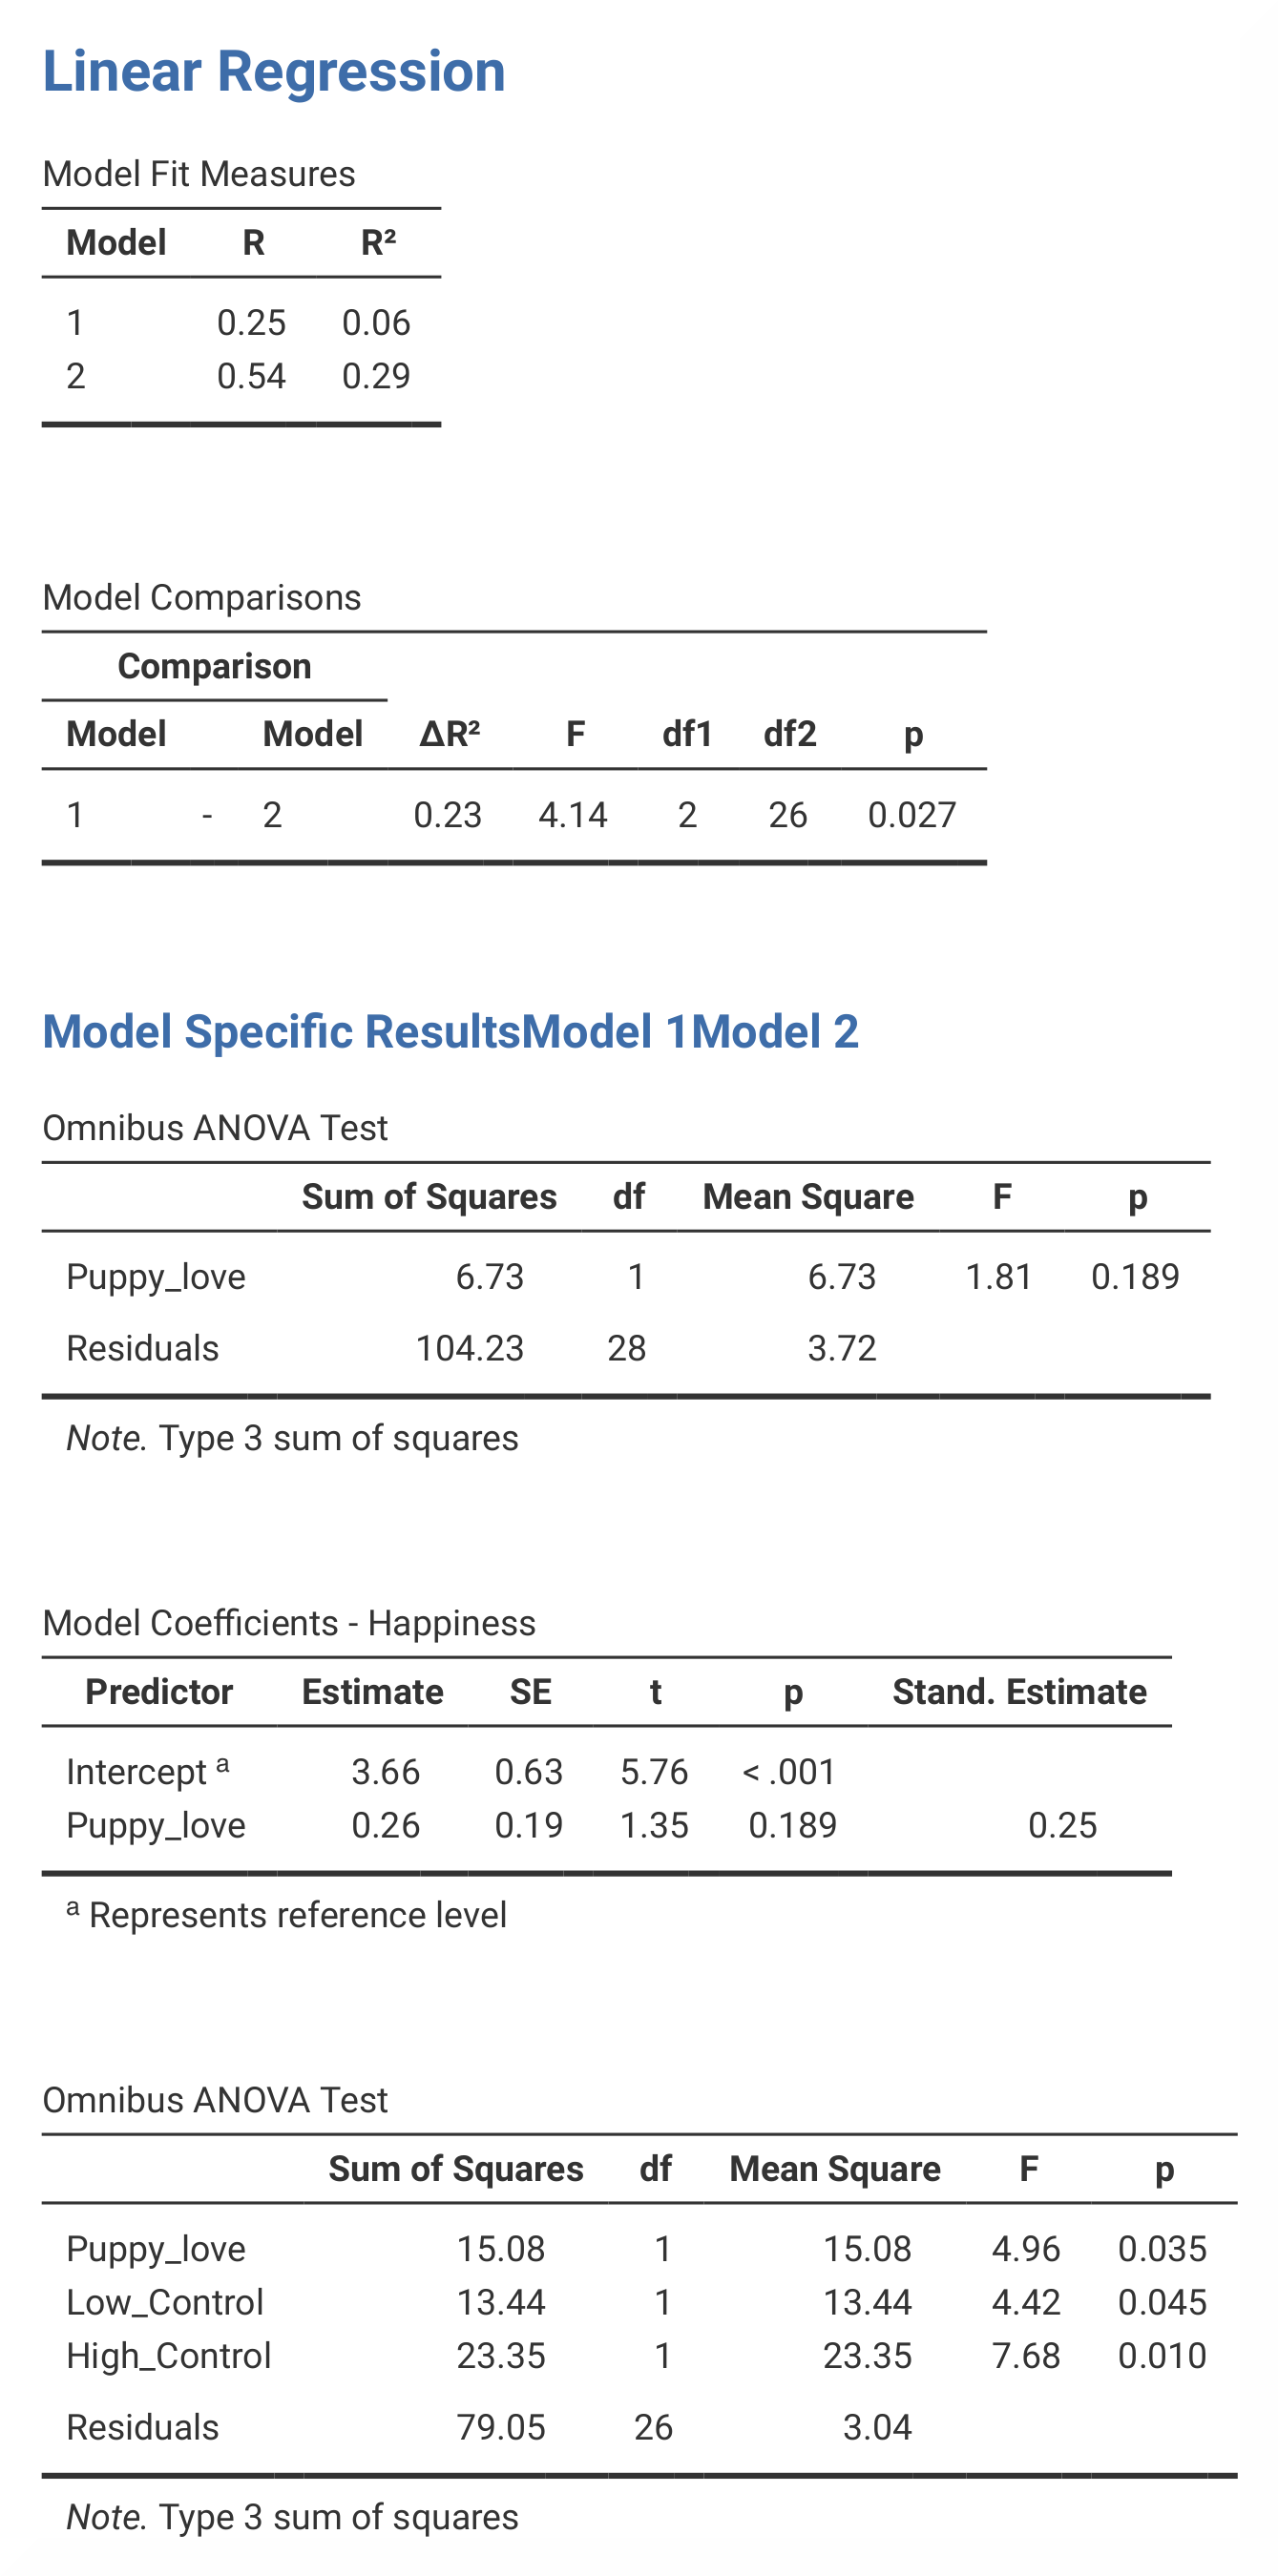 Linear Regression
Model Fit Measures
Model R R²
1 0.25 0.06
2 0.54 0.29
Model Comparisons
Comparison
Model Model ΔR² F df1 df2 p
1 - 2 0.23 4.14 2 26 0.027
Model Specific ResultsModel 1Model 2
Omnibus ANOVA Test
Sum of Squares df Mean Square F p
Puppy_love 6.73 1 6.73 1.81 0.189
Residuals 104.23 28 3.72
Note. Type 3 sum of squares
Model Coefficients - Happiness
Predictor Estimate SE t p Stand. Estimate
Intercept ᵃ 3.66 0.63 5.76 < .001
Puppy_love 0.26 0.19 1.35 0.189 0.25
ᵃ Represents reference level
Omnibus ANOVA Test
Sum of Squares df Mean Square F p
Puppy_love 15.08 1 15.08 4.96 0.035
Low_Control 13.44 1 13.44 4.42 0.045
High_Control 23.35 1 23.35 7.68 0.010
Residuals 79.05 26 3.04
Note. Type 3 sum of squares